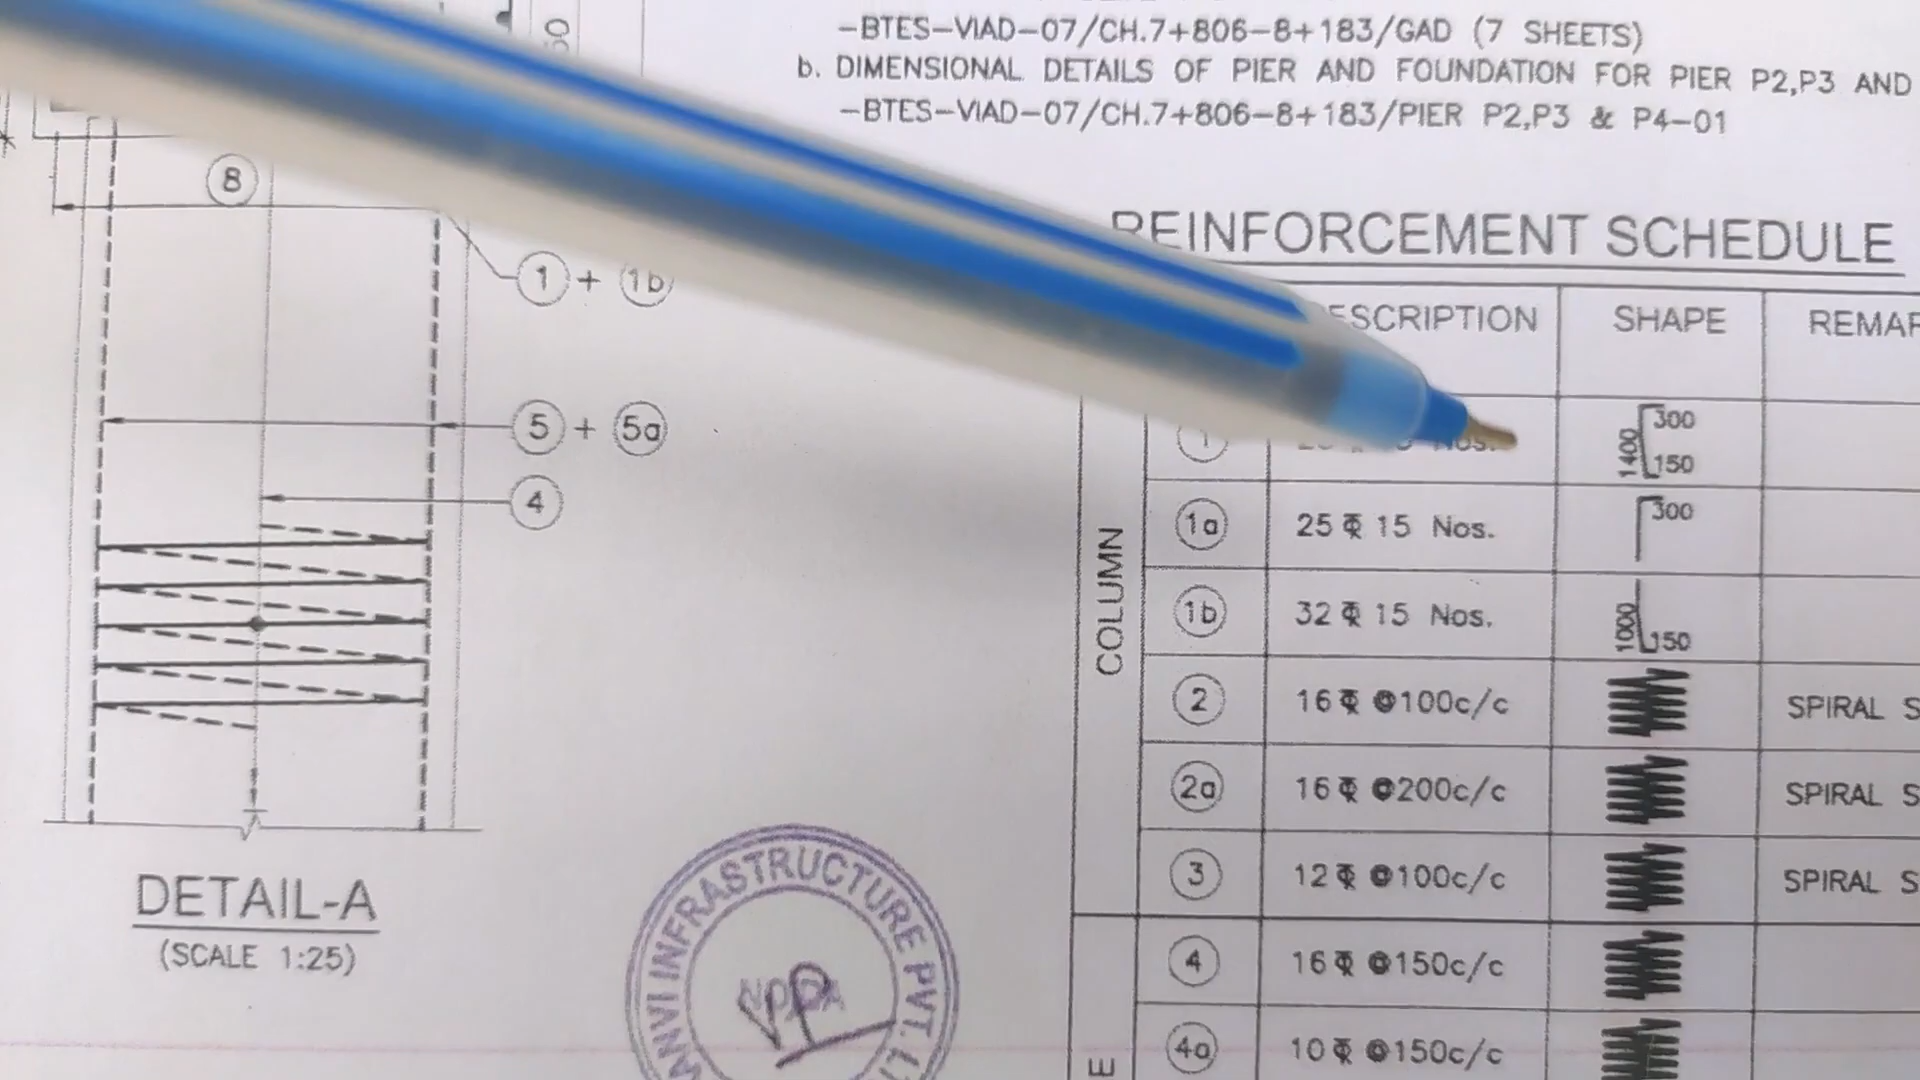 -BTES-VIAD-07/CH.7+806-8+183/GAD (7 SHEETS)
b. DIMENSIONAL DETAILS OF PIER AND FOUNDATION FOR PIER P2,P3 AND
-BTES-VIAD-07/CH.7+806-8+183/PIER P2,P3 & P4-01
8
1 + 1b
5 + 5a
4
DETAIL-A
(SCALE 1:25)
INFRASTRUCTURE PVT.
REINFORCEMENT SCHEDULE
SHAPE
COLUMN
1 Nos. 1400 300 150
1a 25 Φ 15 Nos. 300
1b 32 Φ 15 Nos. 1000 150
2 16 Φ @100c/c SPIRAL
2a 16 Φ @200c/c SPIRAL
3 12 Φ @100c/c SPIRAL
4 16 Φ @150c/c
4a 10 Φ @150c/c